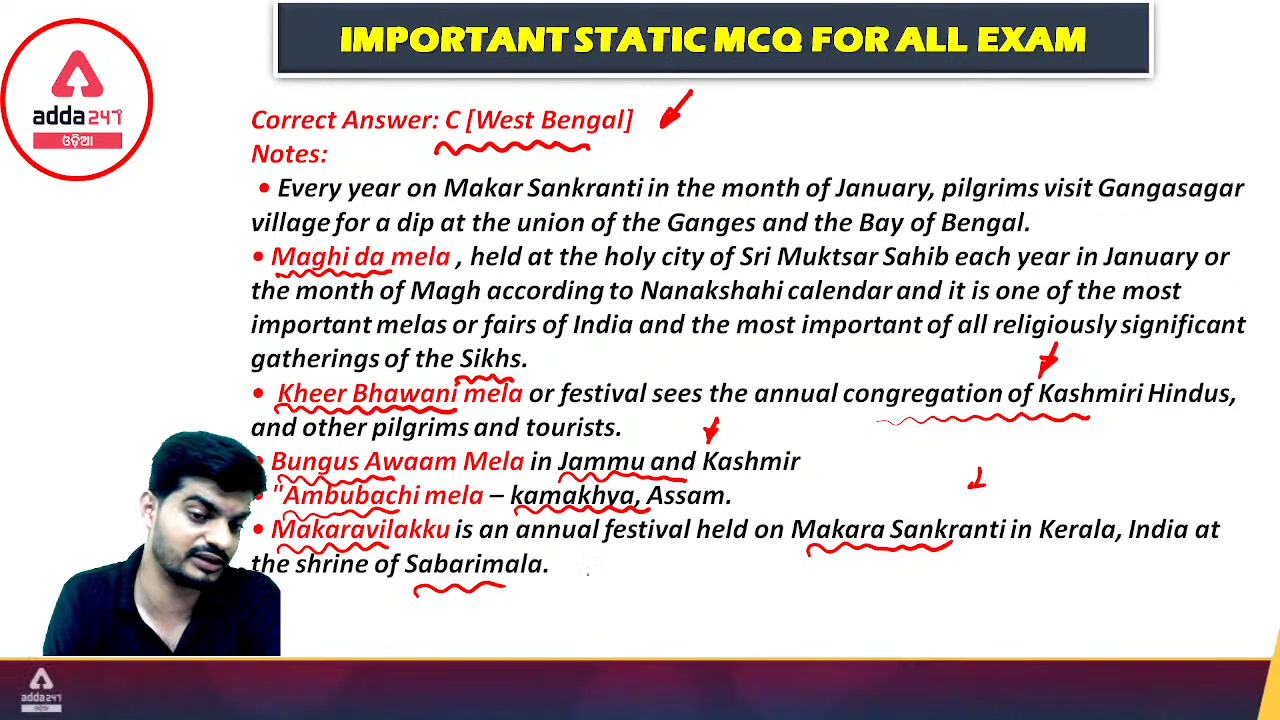 IMPORTANT STATIC MCQ FOR ALL EXAM
adda247
ଓଡ଼ିଆ
Correct Answer: C [West Bengal]
Notes:
• Every year on Makar Sankranti in the month of January, pilgrims visit Gangasagar
village for a dip at the union of the Ganges and the Bay of Bengal.
• Maghi da mela , held at the holy city of Sri Muktsar Sahib each year in January or
the month of Magh according to Nanakshahi calendar and it is one of the most
important melas or fairs of India and the most important of all religiously significant
gatherings of the Sikhs.
• Kheer Bhawani mela or festival sees the annual congregation of Kashmiri Hindus,
and other pilgrims and tourists.
• Bungus Awaam Mela in Jammu and Kashmir
• "Ambubachi mela – kamakhya, Assam.
• Makaravilakku is an annual festival held on Makara Sankranti in Kerala, India at
the shrine of Sabarimala.
adda247
ଓଡ଼ିଆ